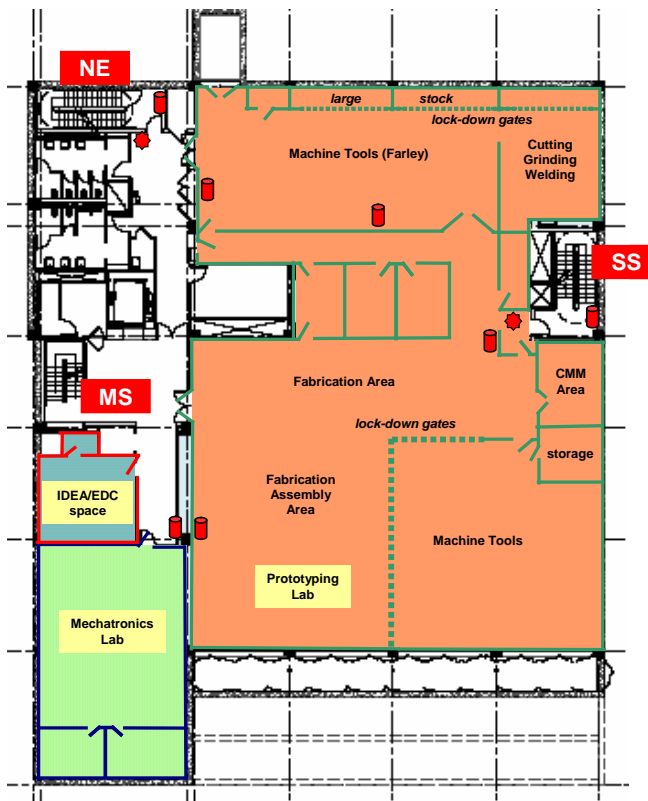 NE
large stock
lock-down gates
Machine Tools (Farley)
Cutting
Grinding
Welding
SS
CMM
Area
Fabrication Area
MS
lock-down gates
storage
Fabrication
Assembly
Area
IDEA/EDC
space
Machine Tools
Prototyping
Lab
Mechatronics
Lab